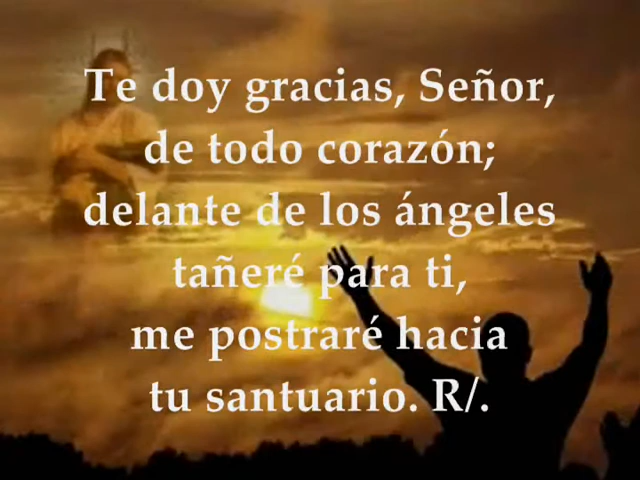 Te doy gracias, Señor,
de todo corazón;
delante de los ángeles
tañeré para ti,
me postraré hacia
tu santuario. R/.